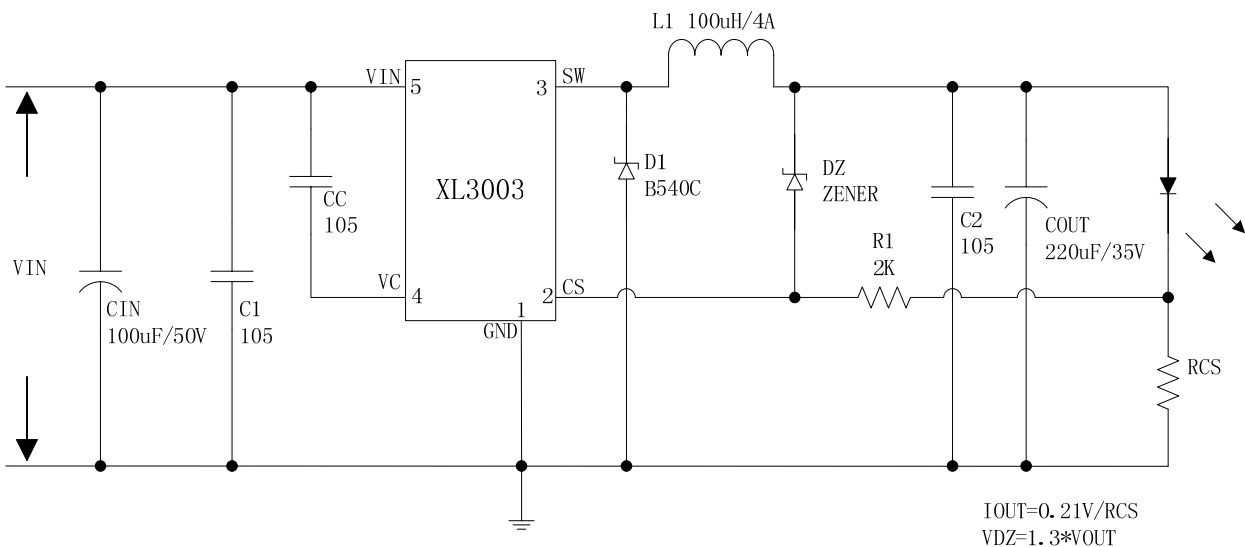 L1 100uH/4A
VIN
5
3
SW
XL3003
CC
105
D1
B540C
DZ
ZENER
C2
105
COUT
220uF/35V
R1
2K
VIN
VC
4
2
CS
1
GND
CIN
100uF/50V
C1
105
RCS
IOUT=0.21V/RCS
VDZ=1.3*VOUT